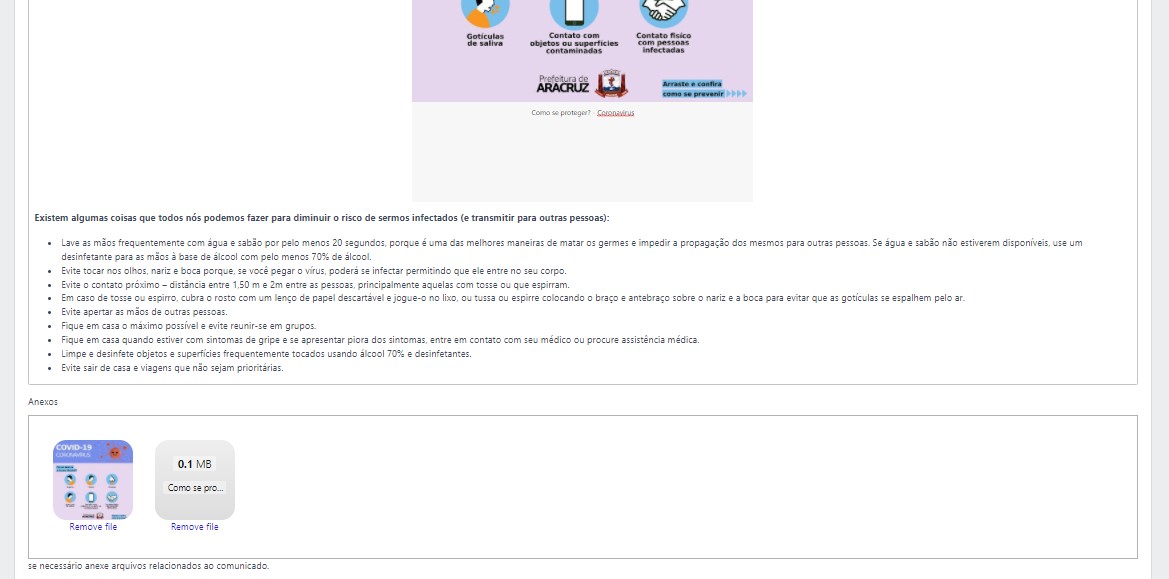 Gotículas
de saliva
Contato com
objetos ou superfícies
contaminadas
Contato físico
com pessoas
infectadas
Prefeitura de
ARACRUZ
Arraste e confira
como se prevenir
Como se proteger? - Coronavírus
Existem algumas coisas que todos nós podemos fazer para diminuir o risco de sermos infectados (e transmitir para outras pessoas):
Lave as mãos frequentemente com água e sabão por pelo menos 20 segundos, porque é uma das melhores maneiras de matar os germes e impedir a propagação dos mesmos para outras pessoas. Se água e sabão não estiverem disponíveis, use um
desinfetante para as mãos à base de álcool com pelo menos 70% de álcool.
Evite tocar nos olhos, nariz e boca porque, se você pegar o vírus, poderá se infectar permitindo que ele entre no seu corpo.
Evite o contato próximo – distância entre 1,50 m e 2m entre as pessoas, principalmente aquelas com tosse ou que espirram.
Em caso de tosse ou espirro, cubra o rosto com um lenço de papel descartável e jogue-o no lixo, ou tussa ou espirre colocando o braço e antebraço sobre o nariz e a boca para evitar que as gotículas se espalhem pelo ar.
Evite apertar as mãos de outras pessoas.
Fique em casa o máximo possível e evite reunir-se em grupos.
Fique em casa quando estiver com sintomas de gripe e se apresentar piora dos sintomas, entre em contato com seu médico ou procure assistência médica.
Limpe e desinfete objetos e superfícies frequentemente tocados usando álcool 70% e desinfetantes.
Evite sair de casa e viagens que não sejam prioritárias.
Anexos
COVID-19
CORONAVÍRUS
0.1 MB
Como se pro...
Remove file
Remove file
se necessário anexe arquivos relacionados ao comunicado.